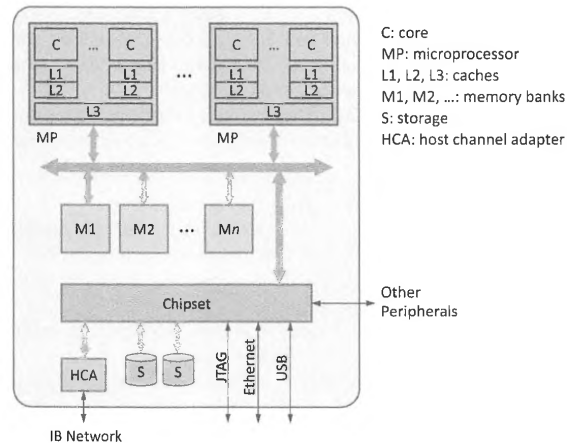 C ... C
L1 L1
L2 L2
L3
MP
...
C ... C
L1 L1
L2 L2
L3
MP
C: core
MP: microprocessor
L1, L2, L3: caches
M1, M2, ...: memory banks
S: storage
HCA: host channel adapter
M1 M2 ... Mn
Chipset
Other
Peripherals
HCA
S S
JTAG
Ethernet
USB
IB Network